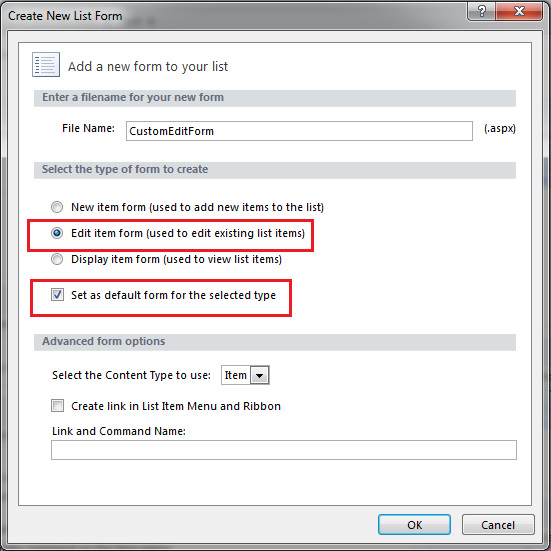 Create New List Form
?
Add a new form to your list
Enter a filename for your new form
File Name: CustomEditForm (.aspx)
Select the type of form to create
New item form (used to add new items to the list)
Edit item form (used to edit existing list items)
Display item form (used to view list items)
Set as default form for the selected type
Advanced form options
Select the Content Type to use: Item
Create link in List Item Menu and Ribbon
Link and Command Name:
OK Cancel